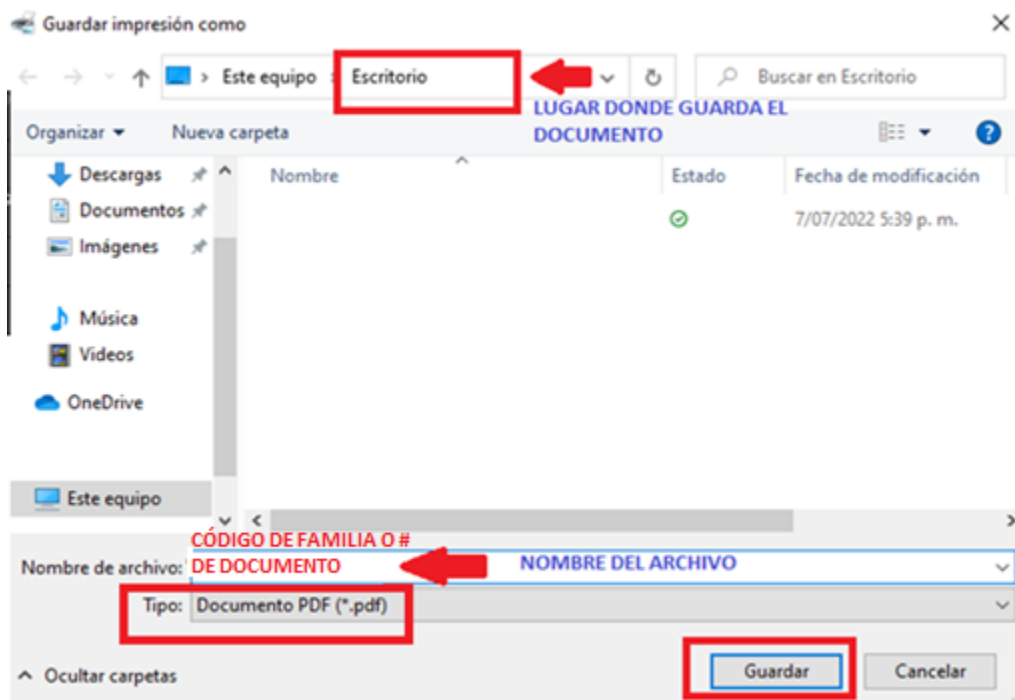 Guardar impresión como
Este equipo > Escritorio
Buscar en Escritorio
LUGAR DONDE GUARDA EL
DOCUMENTO
Organizar
Nueva carpeta
Nombre
Estado
Fecha de modificación
Descargas
Documentos
7/07/2022 5:39 p. m.
Imágenes
Música
Videos
OneDrive
Este equipo
CÓDIGO DE FAMILIA O #
Nombre de archivo: DE DOCUMENTO
NOMBRE DEL ARCHIVO
Tipo: Documento PDF (*.pdf)
Ocultar carpetas
Guardar
Cancelar